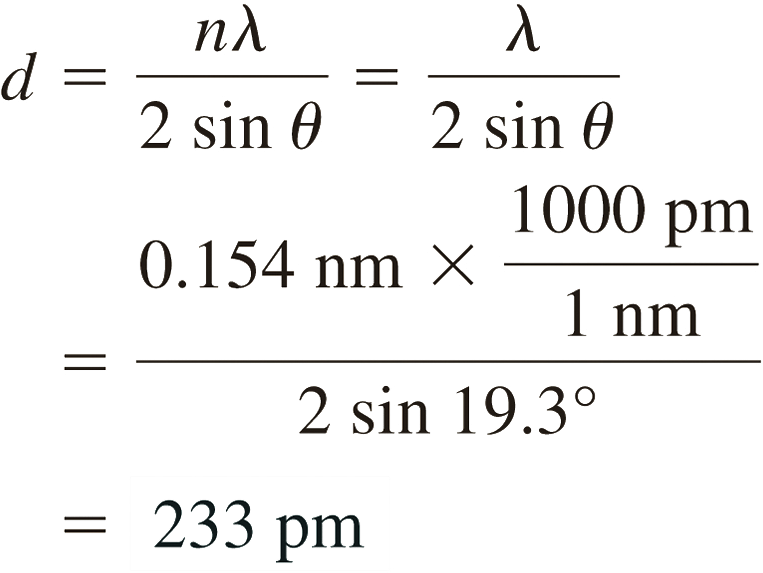 d = nλ / 2 sin θ = λ / 2 sin θ
= 0.154 nm × 1000 pm / 1 nm / 2 sin 19.3°
= 233 pm